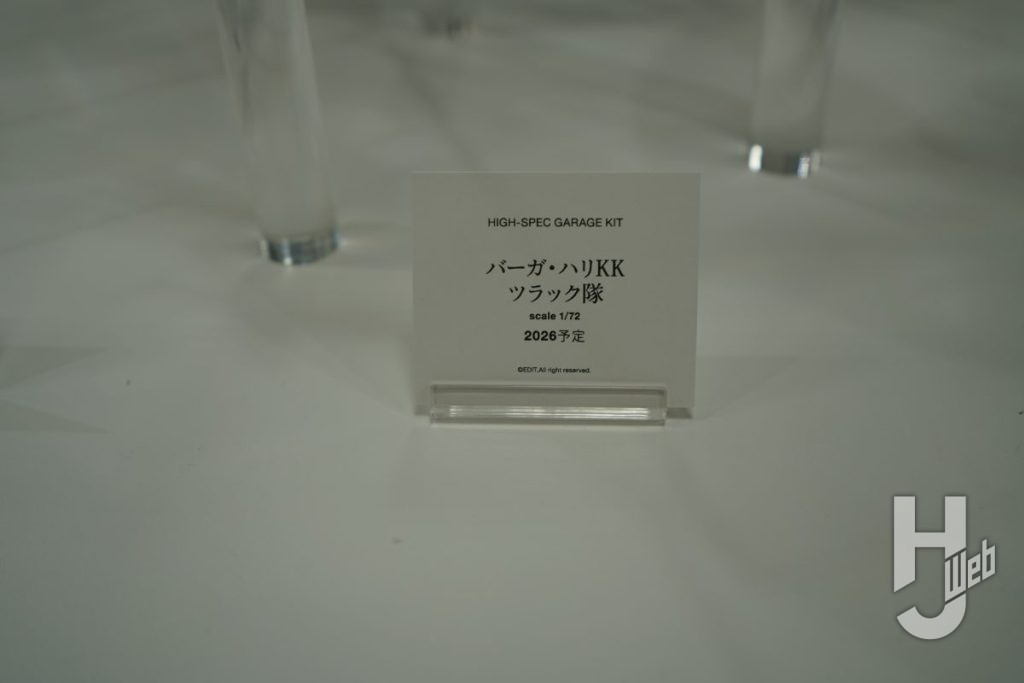 HIGH-SPEC GARAGE KIT
バーガ・ハリKK
ツラック隊
scale 1/72
2026予定
©EDIT,All right reserved.
HJ Web